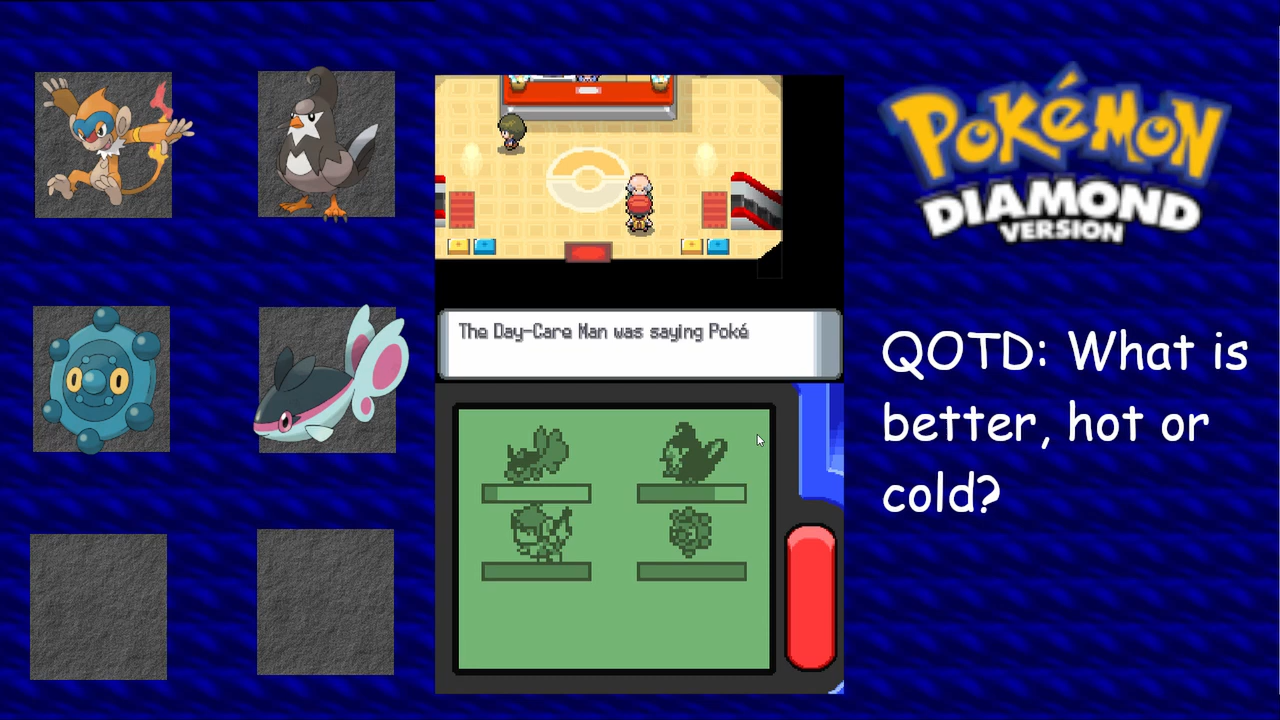 The Day-Care Man was saying Poké
POKéMON
DIAMOND
VERSION
QOTD: What is
better, hot or
cold?